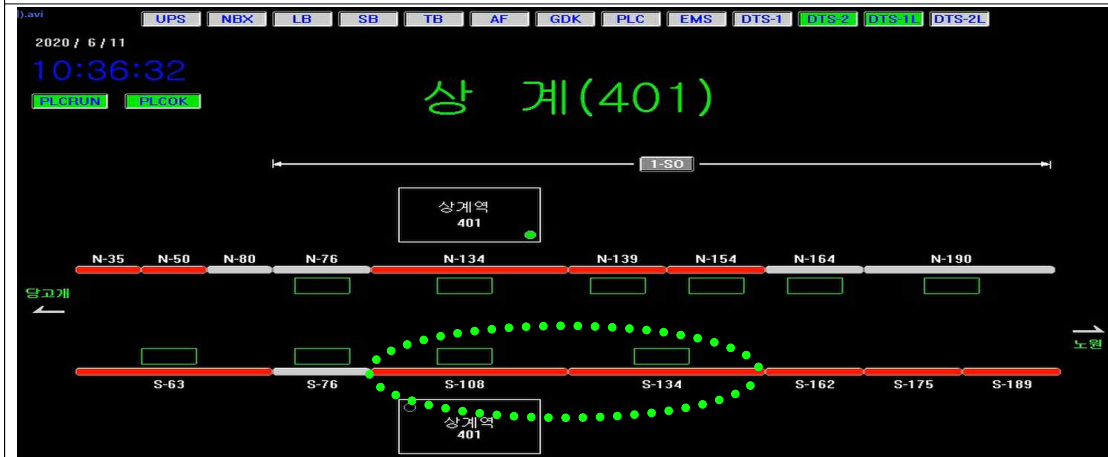 ).avi
UPS NBX LB SB TB AF GDK PLC EMS DTS-1 DTS-2 DTS-1L DTS-2L
2020 / 6 / 11
10:36:32
PLCRUN PLCOK
상 계(401)
1-SO
상계역
401
N-35 N-50 N-80 N-76 N-134 N-139 N-154 N-164 N-190
당고개
노원
S-63 S-76 S-108 S-134 S-162 S-175 S-189
상계역
401